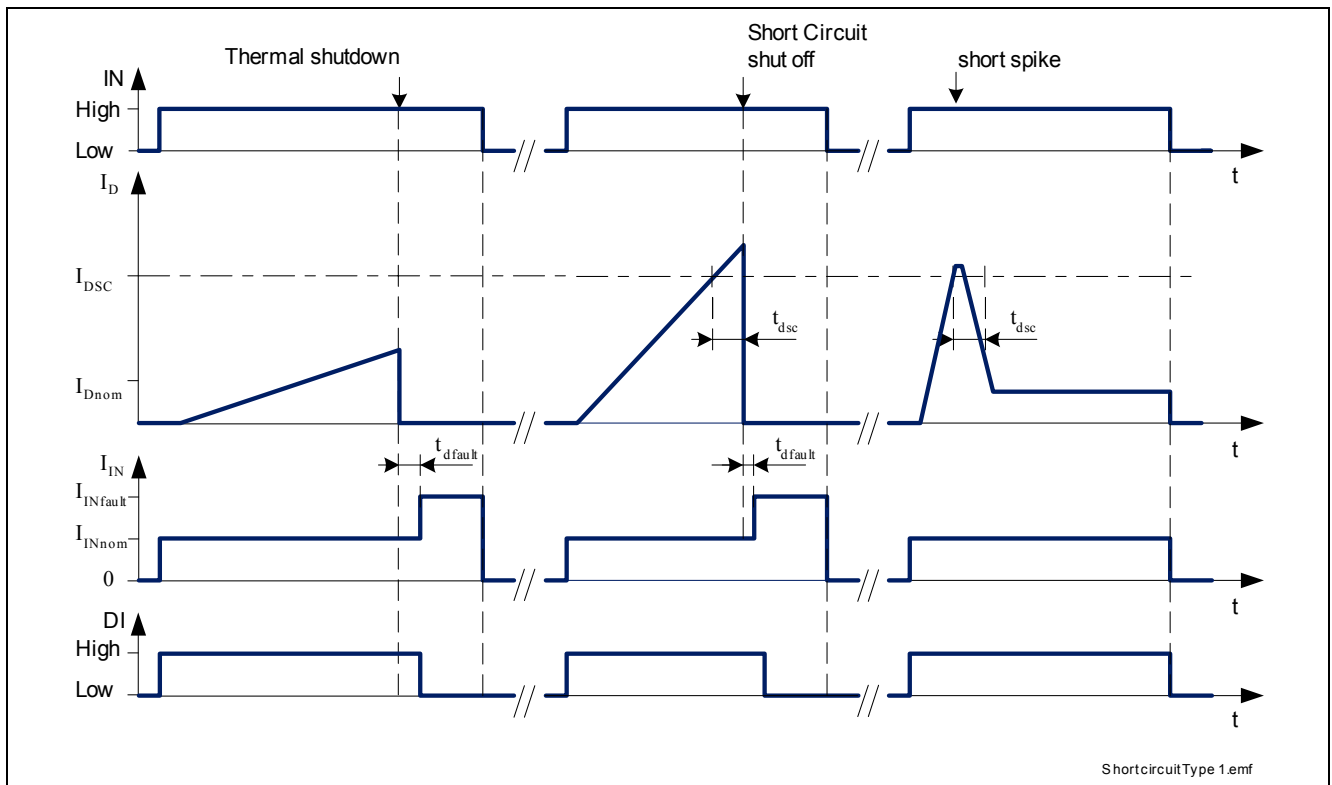 Short Circuit
Thermal shutdown
shut off
short spike
IN
High
Low
t
I_D
I_DSC
t_dsc
t_dsc
I_Dnom
t
t_dfault
t_dfault
I_IN
I_INfault
I_INnom
0
t
DI
High
Low
t
ShortcircuitType 1.emf